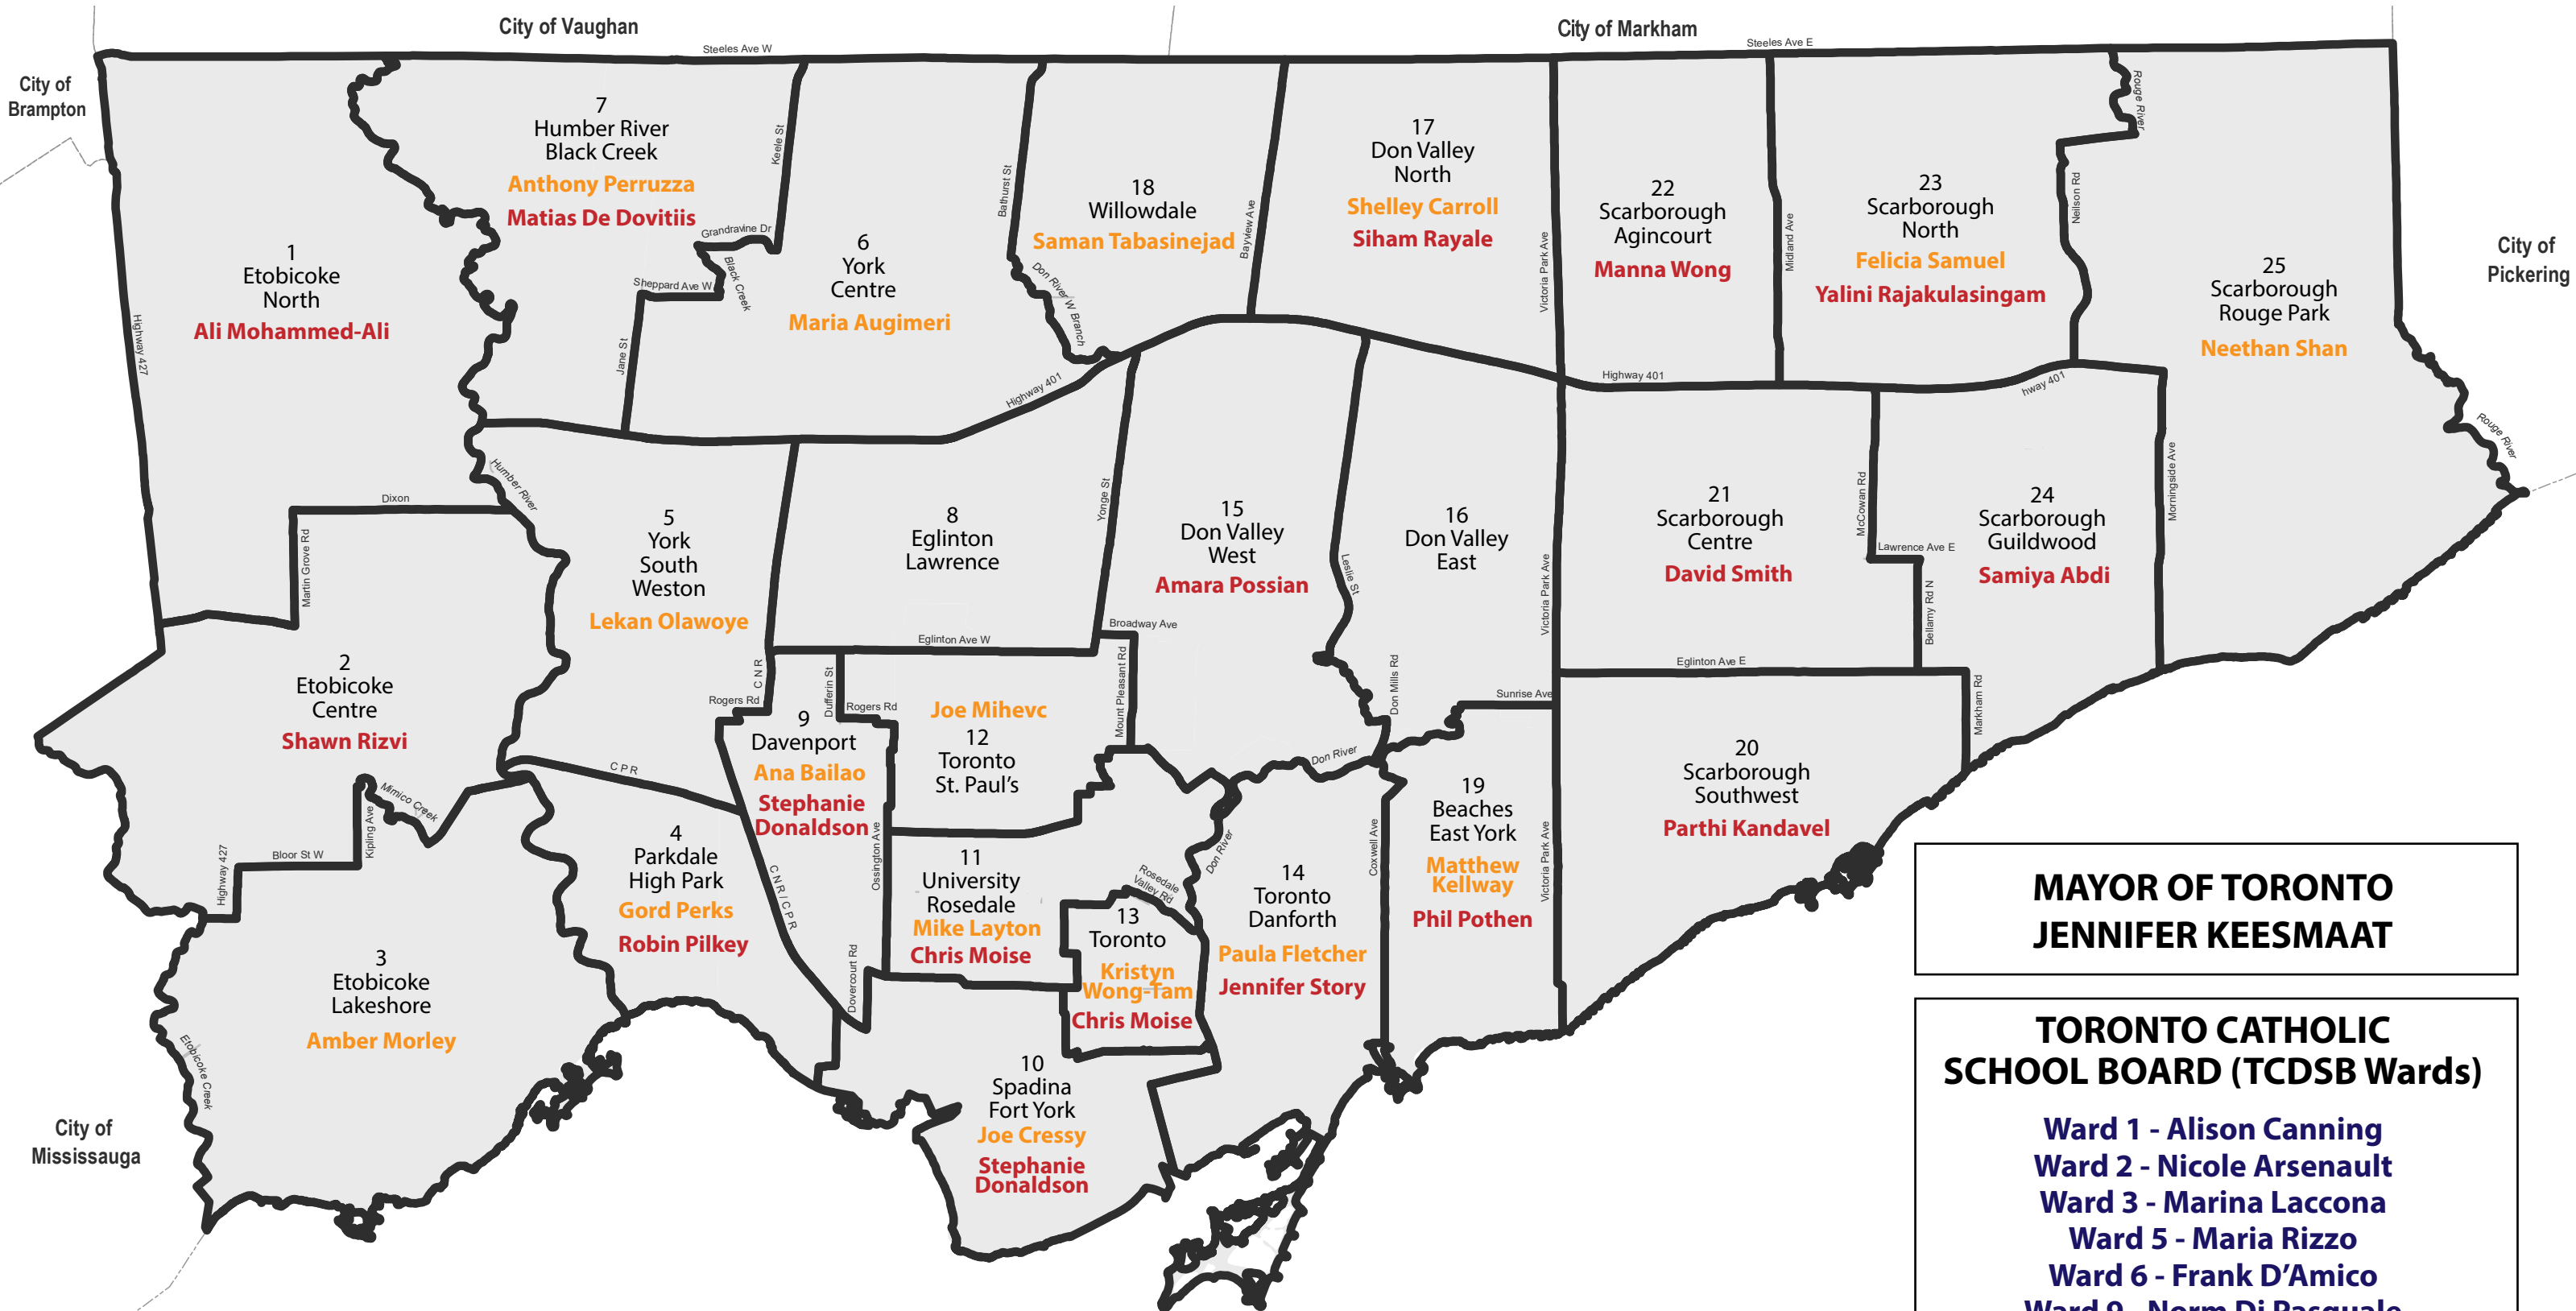 City of Vaughan
City of Markham
Steeles Ave W
Steeles Ave E
City of
Brampton
City of
Pickering
City of
Mississauga
1
Etobicoke
North
Ali Mohammed-Ali
Highway 427
7
Humber River
Black Creek
Anthony Perruzza
Matias De Dovitiis
Keele St
Grandravine Dr
Black Creek
Sheppard Ave W
Jane St
6
York
Centre
Maria Augimeri
Bathurst St
Don River W Branch
Highway 401
18
Willowdale
Saman Tabasinejad
Bayview Ave
17
Don Valley
North
Shelley Carroll
Siham Rayale
Victoria Park Ave
22
Scarborough
Agincourt
Manna Wong
Midland Ave
Highway 401
23
Scarborough
North
Felicia Samuel
Yalini Rajakulasingam
Rouge River
Neilson Rd
hway 401
25
Scarborough
Rouge Park
Neethan Shan
Rouge River
Morningside Ave
Dixon
Martin Grove Rd
Humber River
2
Etobicoke
Centre
Shawn Rizvi
Mimico Creek
Kipling Ave
Bloor St W
Highway 427
5
York
South
Weston
Lekan Olawoye
CNR
Rogers Rd
CPR
8
Eglinton
Lawrence
Eglinton Ave W
Yonge St
15
Don Valley
West
Amara Possian
Broadway Ave
Mount Pleasant Rd
Leslie St
16
Don Valley
East
Don Mills Rd
Sunrise Ave
Don River
Victoria Park Ave
21
Scarborough
Centre
David Smith
McCowan Rd
Lawrence Ave E
Bellamy Rd N
Eglinton Ave E
24
Scarborough
Guildwood
Samiya Abdi
Markham Rd
9
Davenport
Ana Bailao
Stephanie
Donaldson
Dufferin St
Rogers Rd
Ossington Ave
CNR/CPR
Dovercourt Rd
Joe Mihevc
12
Toronto
St. Paul's
4
Parkdale
High Park
Gord Perks
Robin Pilkey
11
University
Rosedale
Mike Layton
Chris Moise
Rosedale
Valley Rd
Don River
13
Toronto
Kristyn
Wong-Tam
Chris Moise
14
Toronto
Danforth
Paula Fletcher
Jennifer Story
Coxwell Ave
19
Beaches
East York
Matthew
Kellway
Phil Pothen
Victoria Park Ave
20
Scarborough
Southwest
Parthi Kandavel
3
Etobicoke
Lakeshore
Amber Morley
Etobicoke Creek
10
Spadina
Fort York
Joe Cressy
Stephanie
Donaldson
MAYOR OF TORONTO
JENNIFER KEESMAAT
TORONTO CATHOLIC
SCHOOL BOARD (TCDSB Wards)
Ward 1 - Alison Canning
Ward 2 - Nicole Arsenault
Ward 3 - Marina Laccona
Ward 5 - Maria Rizzo
Ward 6 - Frank D'Amico
Ward 9 - Norm Di Pasquale